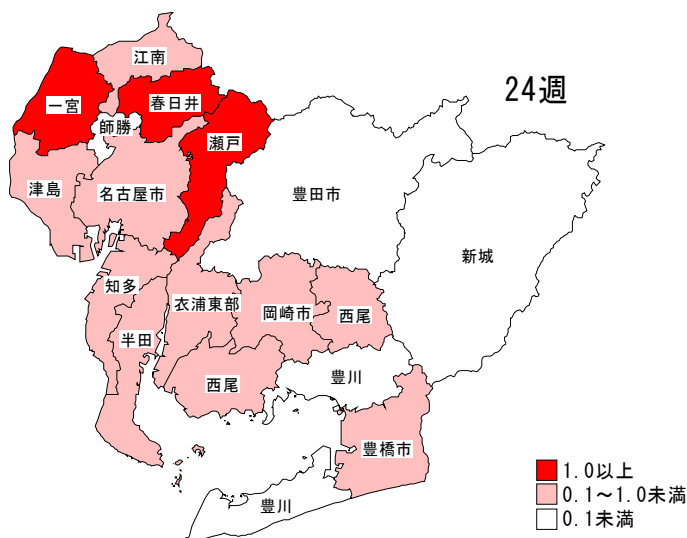 江南
24週
一宮
春日井
師勝
瀬戸
津島
名古屋市
豊田市
新城
知多
衣浦東部
岡崎市
西尾
半田
西尾
豊川
豊橋市
豊川
1.0以上
0.1～1.0未満
0.1未満